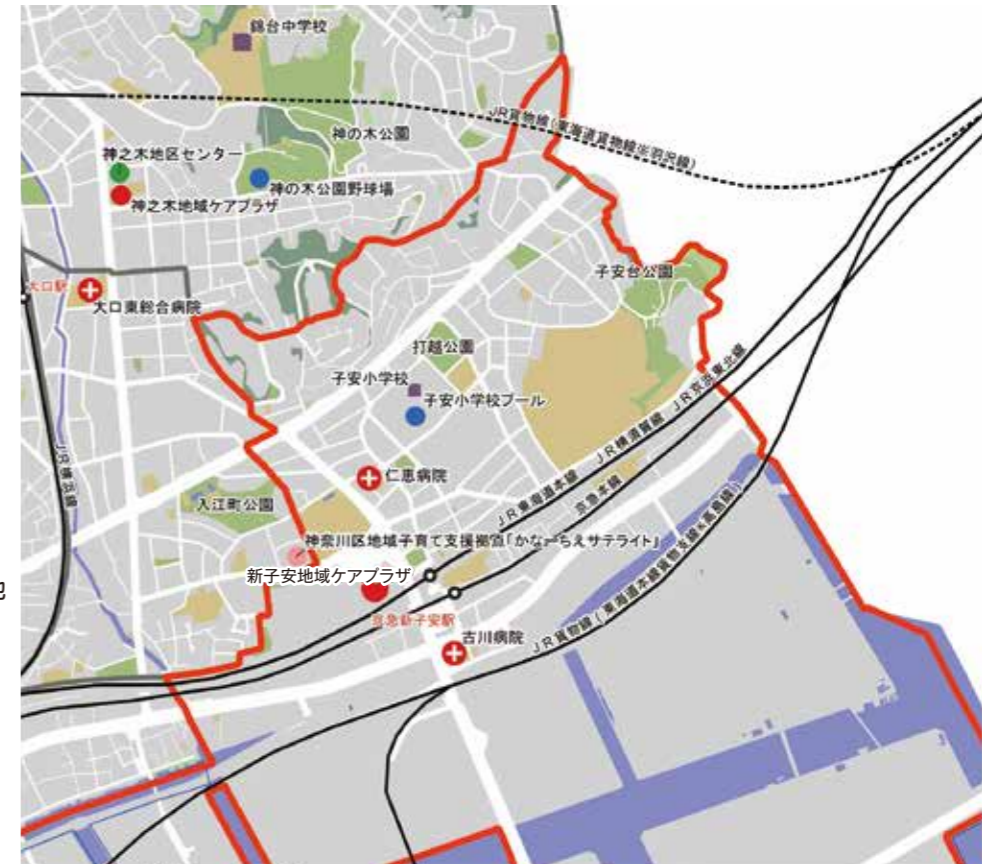 錦台中学校
JR貨物線(東海道貨物線※羽沢線)
神の木公園
神之木地区センター
神の木公園野球場
神之木地域ケアプラザ
子安台公園
大口駅
大口東総合病院
打越公園
子安小学校
子安小学校プール
JR東海道本線 JR横須賀線 JR京浜東北線
JR横浜線
仁恵病院
京急本線
入江町公園
神奈川区地域子育て支援拠点「かなーちえサテライト」
新子安地域ケアプラザ
京急新子安駅
古川病院
JR貨物線(東海道本線貨物支線※高島線)